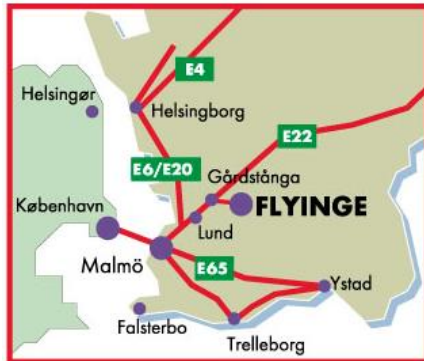 E4
Helsingør
Helsingborg
E22
E6/E20
Gårdstånga
København
FLYINGE
Lund
Malmö
E65
Ystad
Falsterbo
Trelleborg